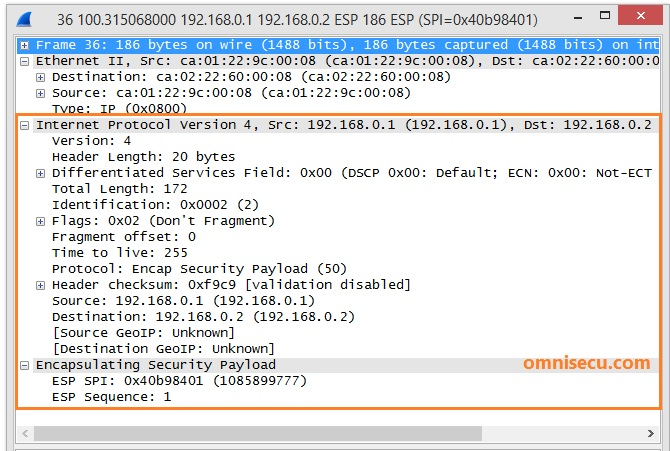 36 100.315068000 192.168.0.1 192.168.0.2 ESP 186 ESP (SPI=0x40b98401)
Frame 36: 186 bytes on wire (1488 bits), 186 bytes captured (1488 bits) on int
Ethernet II, Src: ca:01:22:9c:00:08 (ca:01:22:9c:00:08), Dst: ca:02:22:60:00:0
Destination: ca:02:22:60:00:08 (ca:02:22:60:00:08)
Source: ca:01:22:9c:00:08 (ca:01:22:9c:00:08)
Type: IP (0x0800)
Internet Protocol Version 4, Src: 192.168.0.1 (192.168.0.1), Dst: 192.168.0.2
Version: 4
Header Length: 20 bytes
Differentiated Services Field: 0x00 (DSCP 0x00: Default; ECN: 0x00: Not-ECT
Total Length: 172
Identification: 0x0002 (2)
Flags: 0x02 (Don't Fragment)
Fragment offset: 0
Time to live: 255
Protocol: Encap Security Payload (50)
Header checksum: 0xf9c9 [validation disabled]
Source: 192.168.0.1 (192.168.0.1)
Destination: 192.168.0.2 (192.168.0.2)
[Source GeoIP: Unknown]
[Destination GeoIP: Unknown]
Encapsulating Security Payload
omnisecu.com
ESP SPI: 0x40b98401 (1085899777)
ESP Sequence: 1